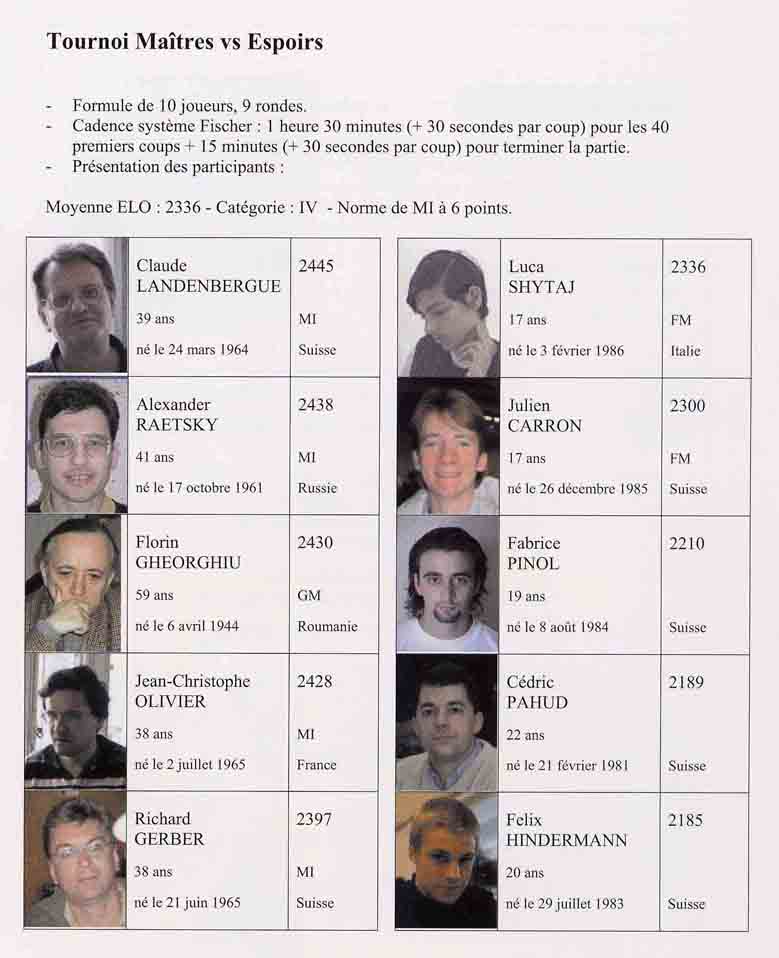 Tournoi Maîtres vs Espoirs
- Formule de 10 joueurs, 9 rondes.
- Cadence système Fischer : 1 heure 30 minutes (+ 30 secondes par coup) pour les 40
premiers coups + 15 minutes (+ 30 secondes par coup) pour terminer la partie.
- Présentation des participants :
Moyenne ELO : 2336 - Catégorie : IV - Norme de MI à 6 points.
Claude 2445
LANDENBERGUE
39 ans MI
né le 24 mars 1964 Suisse
Alexander 2438
RAETSKY
41 ans MI
né le 17 octobre 1961 Russie
Florin 2430
GHEORGHIU
59 ans GM
né le 6 avril 1944 Roumanie
Jean-Christophe 2428
OLIVIER
38 ans MI
né le 2 juillet 1965 France
Richard 2397
GERBER
38 ans MI
né le 21 juin 1965 Suisse
Luca 2336
SHYTAJ
17 ans FM
né le 3 février 1986 Italie
Julien 2300
CARRON
17 ans FM
né le 26 décembre 1985 Suisse
Fabrice 2210
PINOL
19 ans
né le 8 août 1984 Suisse
Cédric 2189
PAHUD
22 ans
né le 21 février 1981 Suisse
Felix 2185
HINDERMANN
20 ans
né le 29 juillet 1983 Suisse